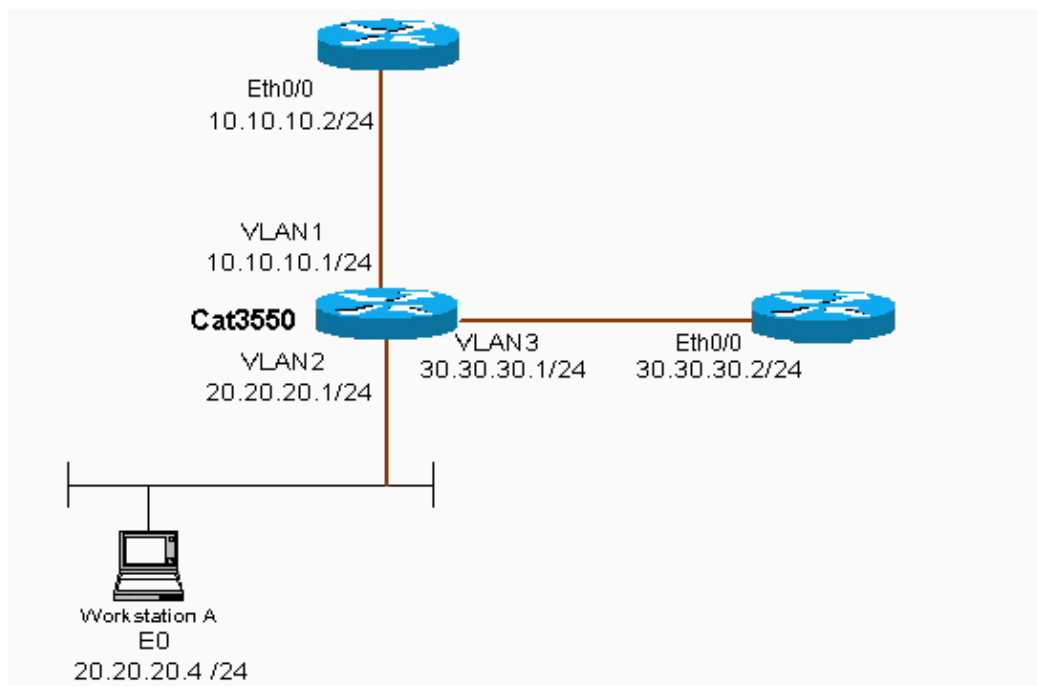 Eth0/0
10.10.10.2/24
VLAN1
10.10.10.1/24
Cat3550
VLAN2
20.20.20.1/24
VLAN3
30.30.30.1/24
Eth0/0
30.30.30.2/24
Workstation A
E0
20.20.20.4 /24